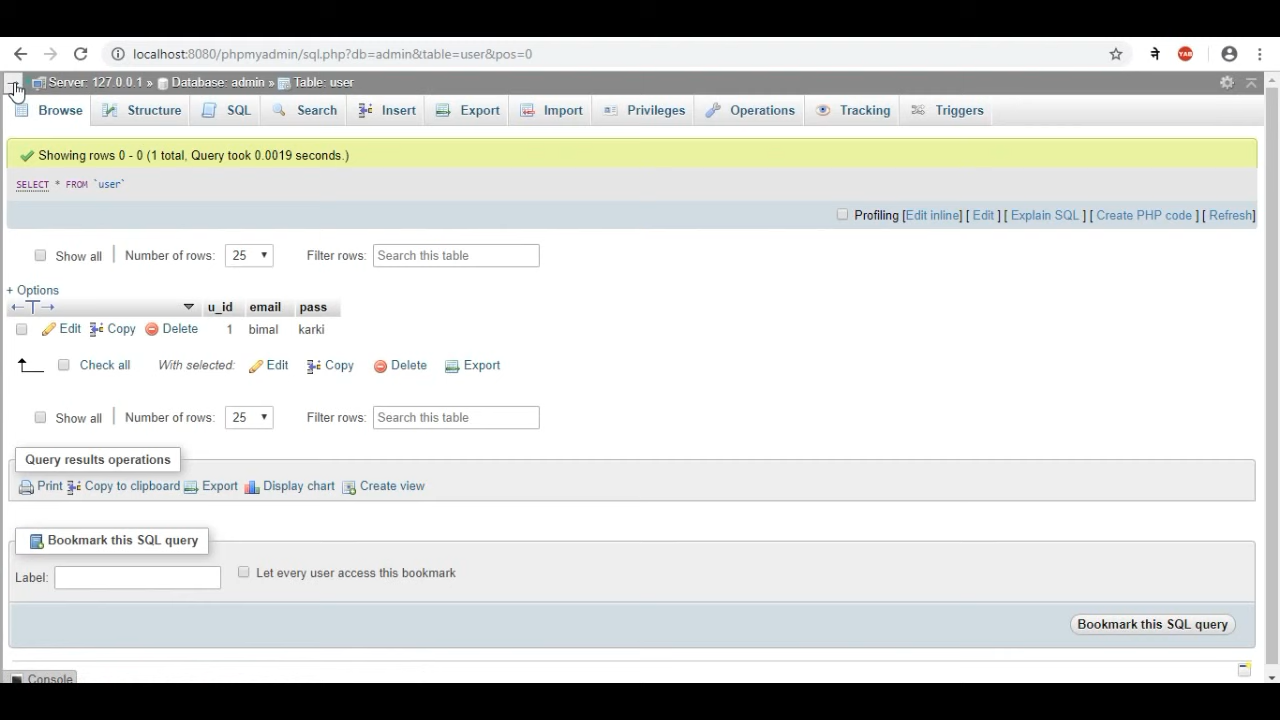 localhost:8080/phpmyadmin/sql.php?db=admin&table=user&pos=0 ने YAB
Server: 127.0.0.1 » Database: admin » Table: user
Browse Structure SQL Search Insert Export Import Privileges Operations Tracking Triggers
Showing rows 0 - 0 (1 total, Query took 0.0019 seconds.)
SELECT * FROM `user`
Profiling [Edit inline] [ Edit ] [ Explain SQL ] [ Create PHP code ] [ Refresh]
Show all | Number of rows: 25 Filter rows: Search this table
+ Options
←T→ u_id email pass
Edit Copy Delete 1 bimal karki
Check all With selected: Edit Copy Delete Export
Show all | Number of rows: 25 Filter rows: Search this table
Query results operations
Print Copy to clipboard Export Display chart Create view
Bookmark this SQL query
Label: Let every user access this bookmark
Bookmark this SQL query
Console